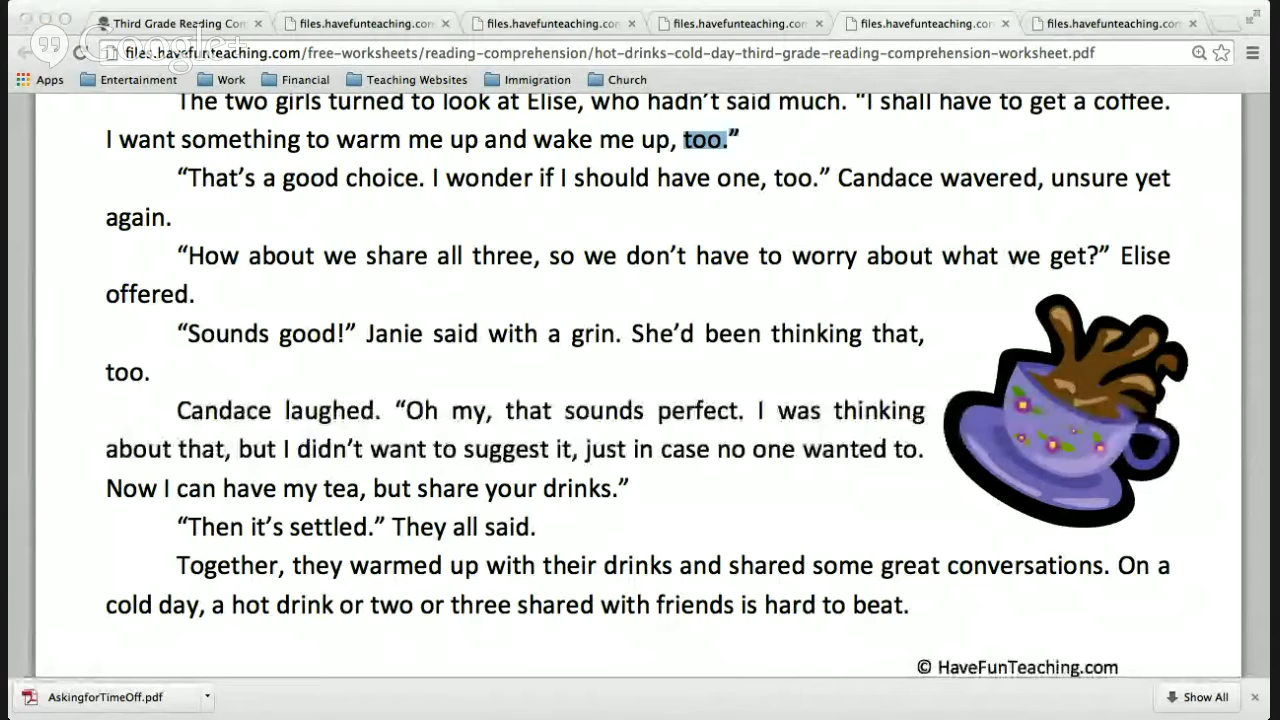 Third Grade Reading Com
files.havefunteaching.com/
files.havefunteaching.com/
files.havefunteaching.com/
files.havefunteaching.com/
files.havefunteaching.com/
Google+
files.havefunteaching.com/free-worksheets/reading-comprehension/hot-drinks-cold-day-third-grade-reading-comprehension-worksheet.pdf
Apps Entertainment Work Financial Teaching Websites Immigration Church
The two girls turned to look at Elise, who hadn’t said much. “I shall have to get a coffee.
I want something to warm me up and wake me up, too.”
“That’s a good choice. I wonder if I should have one, too.” Candace wavered, unsure yet
again.
“How about we share all three, so we don’t have to worry about what we get?” Elise
offered.
“Sounds good!” Janie said with a grin. She’d been thinking that,
too.
Candace laughed. “Oh my, that sounds perfect. I was thinking
about that, but I didn’t want to suggest it, just in case no one wanted to.
Now I can have my tea, but share your drinks.”
“Then it’s settled.” They all said.
Together, they warmed up with their drinks and shared some great conversations. On a
cold day, a hot drink or two or three shared with friends is hard to beat.
© HaveFunTeaching.com
AskingforTimeOff.pdf
Show All